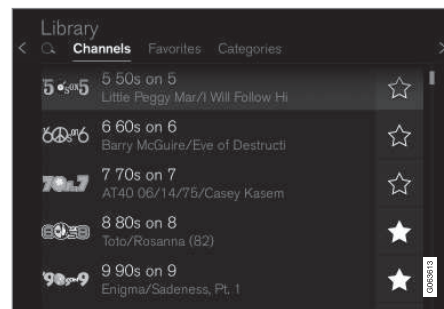 Library
Channels Favorites Categories
5 50s on 5
Little Peggy Mar/I Will Follow Hi
6 60s on 6
Barry McGuire/Eve of Destructi
7 70s on 7
AT40 06/14/75/Casey Kasem
8 80s on 8
Toto/Rosanna (82)
9 90s on 9
Enigma/Sadeness, Pt. 1
G063613